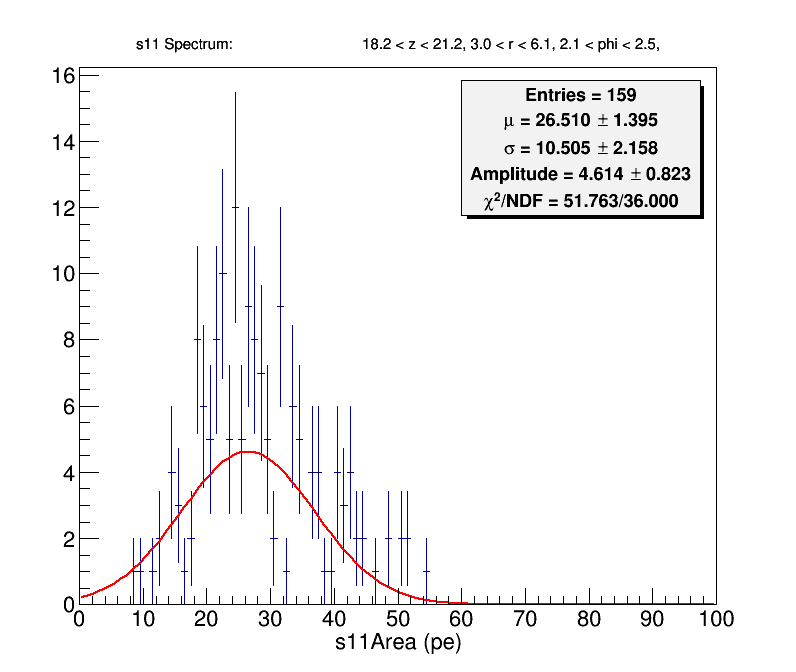 s11 Spectrum: 18.2 < z < 21.2, 3.0 < r < 6.1, 2.1 < phi < 2.5,
Entries = 159
μ = 26.510 ± 1.395
σ = 10.505 ± 2.158
Amplitude = 4.614 ± 0.823
χ²/NDF = 51.763/36.000
16
14
12
10
8
6
4
2
0
0 10 20 30 40 50 60 70 80 90 100
s11Area (pe)